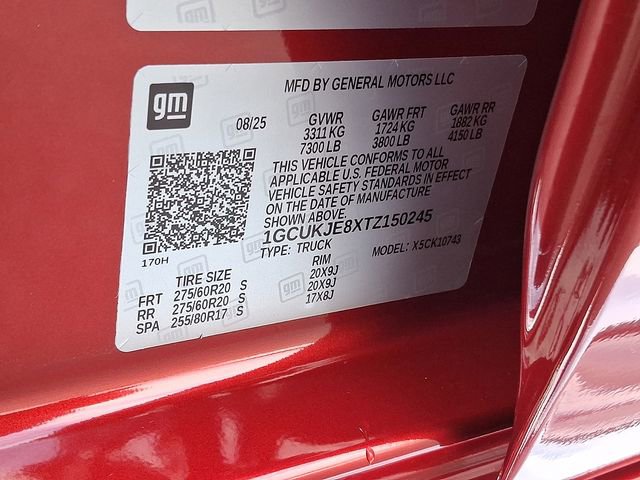 gm
MFD BY GENERAL MOTORS LLC
08/25
GVWR GAWR FRT GAWR RR
3311 KG 1724 KG 1882 KG
7300 LB 3800 LB 4150 LB
THIS VEHICLE CONFORMS TO ALL
APPLICABLE U.S. FEDERAL MOTOR
VEHICLE SAFETY STANDARDS IN EFFECT
ON THE DATE OF MANUFACTURE
SHOWN ABOVE.
1GCUKJE8XTZ150245
170H
TYPE: TRUCK MODEL: X5CK10743
TIRE SIZE RIM
FRT 275/60R20 S 20X9J
RR 275/60R20 S 20X9J
SPA 255/80R17 S 17X8J